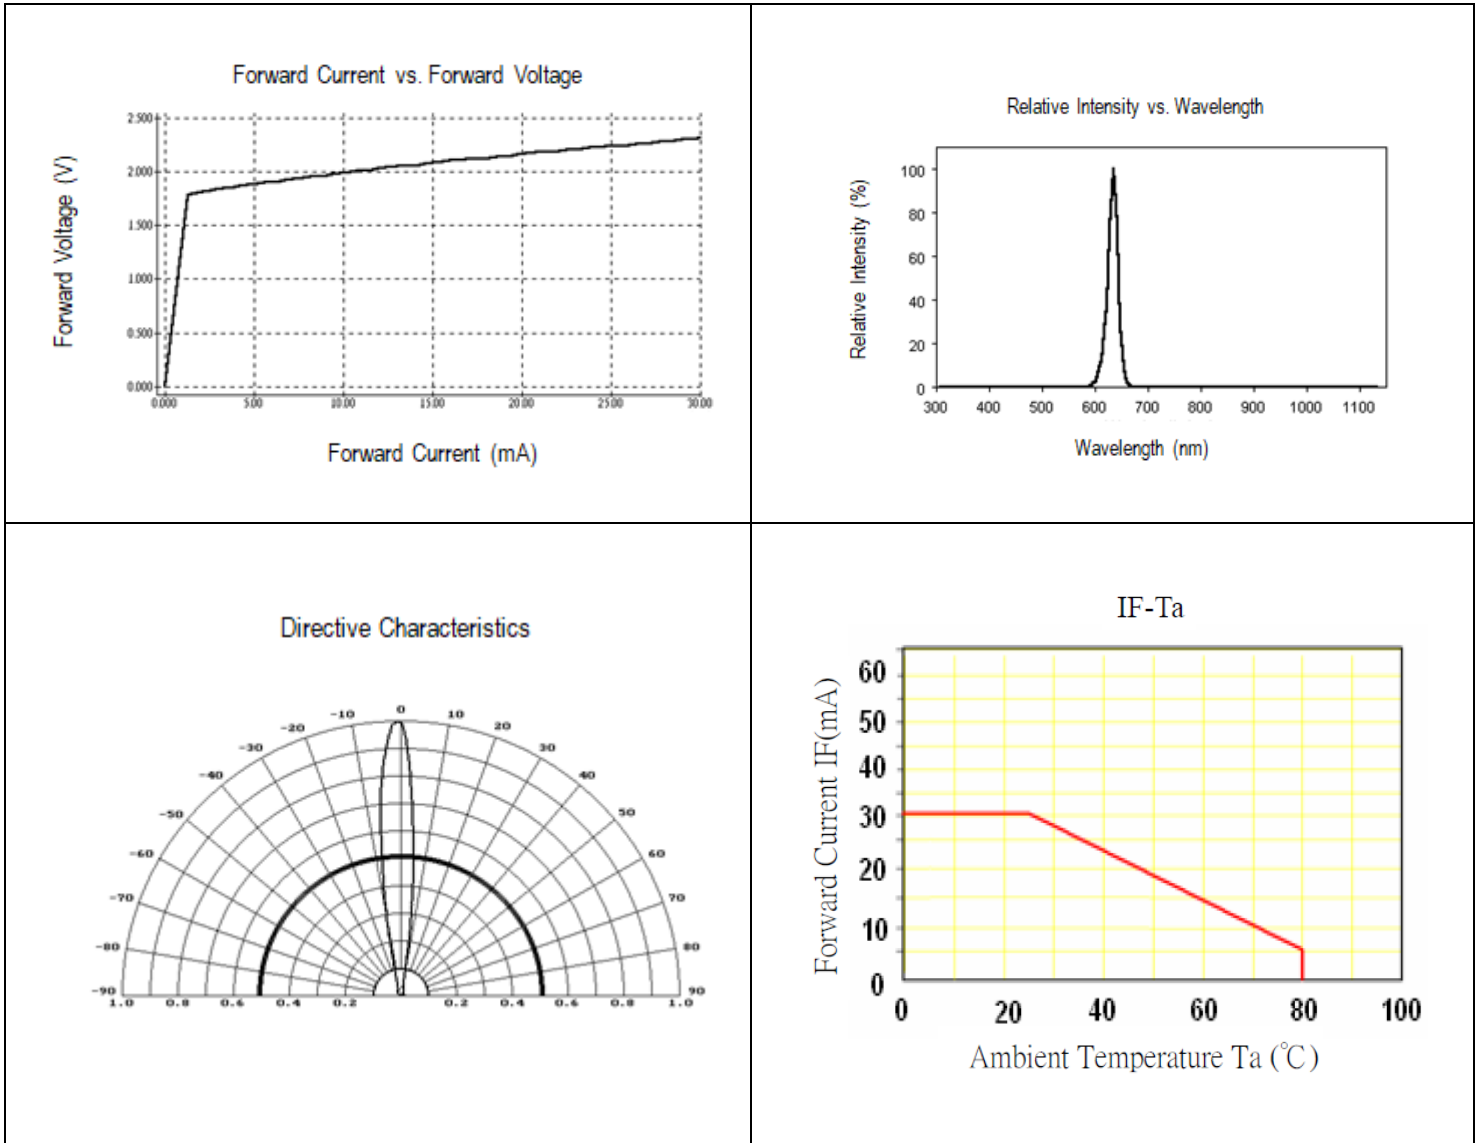 Forward Current vs. Forward Voltage
Forward Voltage (V)
2.500
2.000
1.500
1.000
0.500
0.000
0.000 5.00 10.00 15.00 20.00 25.00 30.00
Forward Current (mA)
Relative Intensity vs. Wavelength
Relative Intensity (%)
100
80
60
40
20
0
300 400 500 600 700 800 900 1000 1100
Wavelength (nm)
Directive Characteristics
0
-10 10
-20 20
-30 30
-40 40
-50 50
-60 60
-70 70
-80 80
-90 90
1.0 0.8 0.6 0.4 0.2 0.2 0.4 0.6 0.8 1.0
IF-Ta
Forward Current IF(mA)
60
50
40
30
20
10
0
0 20 40 60 80 100
Ambient Temperature Ta (℃)